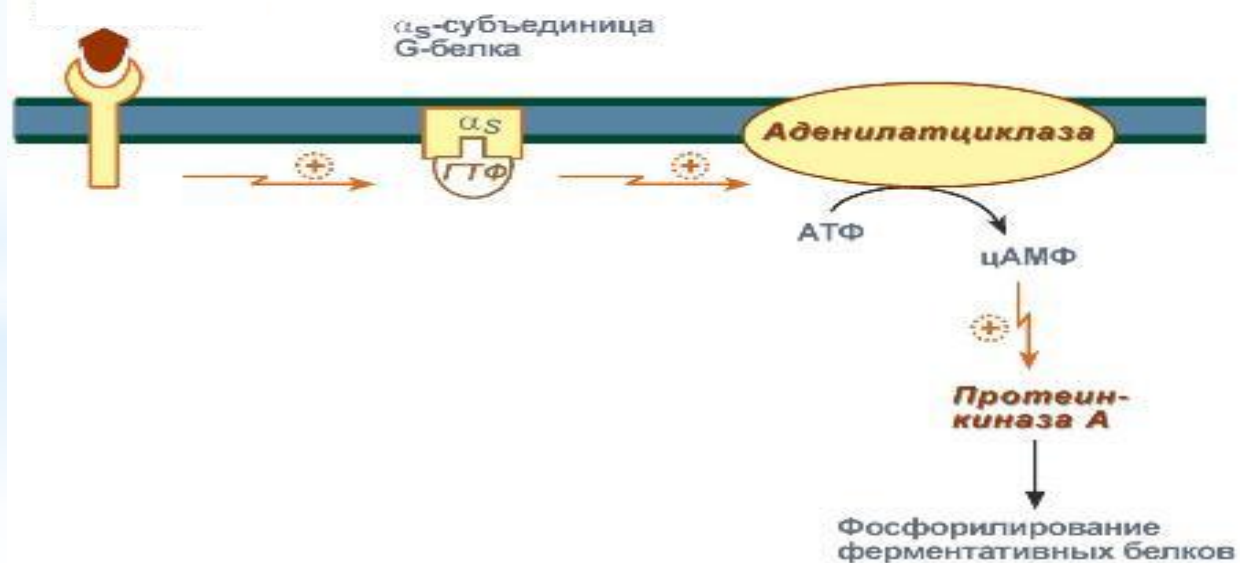 αs-субъединица
G-белка
αs
ГТФ
Аденилатциклаза
АТФ
цАМФ
Протеин-
киназа А
Фосфорилирование
ферментативных белков